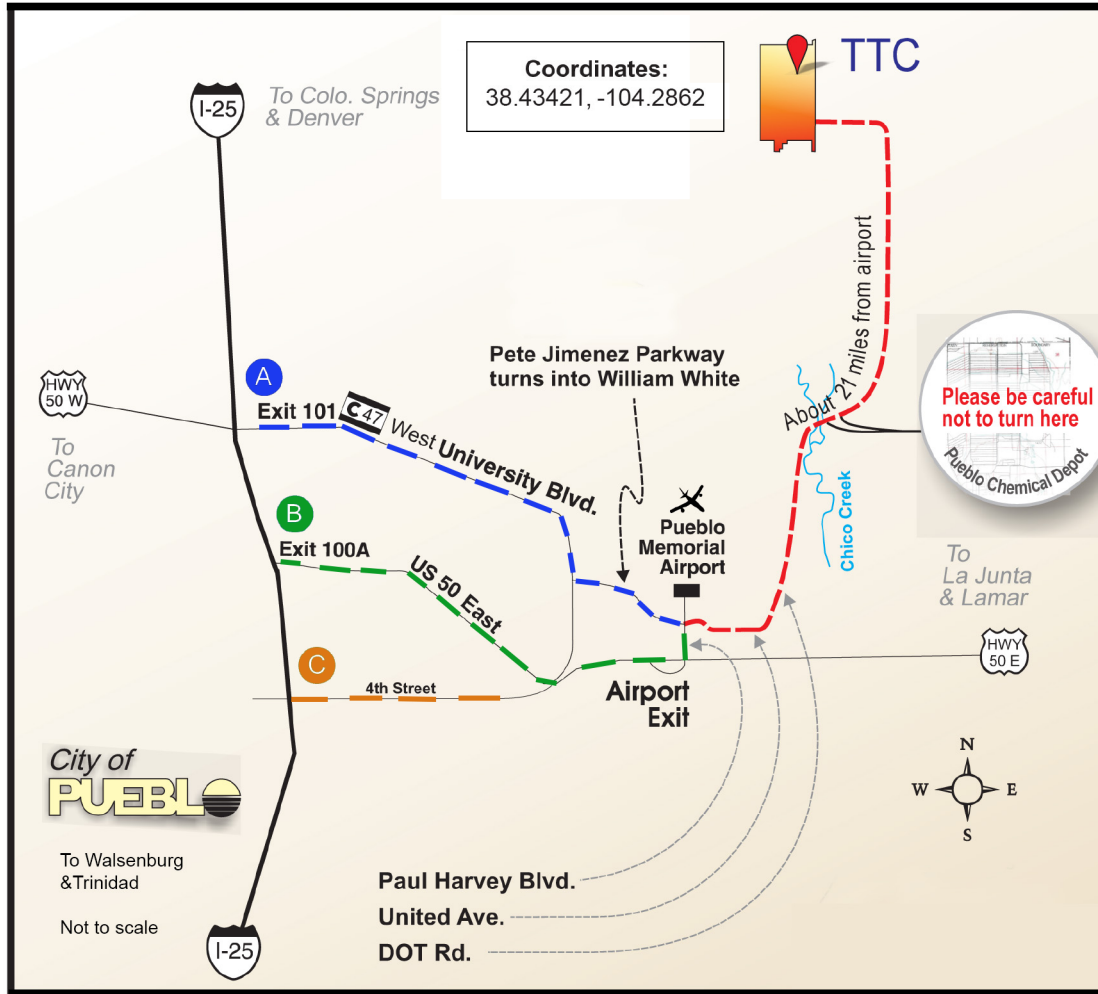 I-25
To Colo. Springs
& Denver
Coordinates:
38.43421, -104.2862
TTC
About 21 miles from airport
HWY
50 W
To
Canon
City
A
Exit 101
C 47
West University Blvd.
Pete Jimenez Parkway
turns into William White
Please be careful
not to turn here
Pueblo Chemical Depot
Chico Creek
B
Exit 100A
US 50 East
Pueblo
Memorial
Airport
To
La Junta
& Lamar
HWY
50 E
C
4th Street
Airport
Exit
City of
PUEBLO
To Walsenburg
&Trinidad
Not to scale
I-25
Paul Harvey Blvd.
United Ave.
DOT Rd.
N
W
E
S